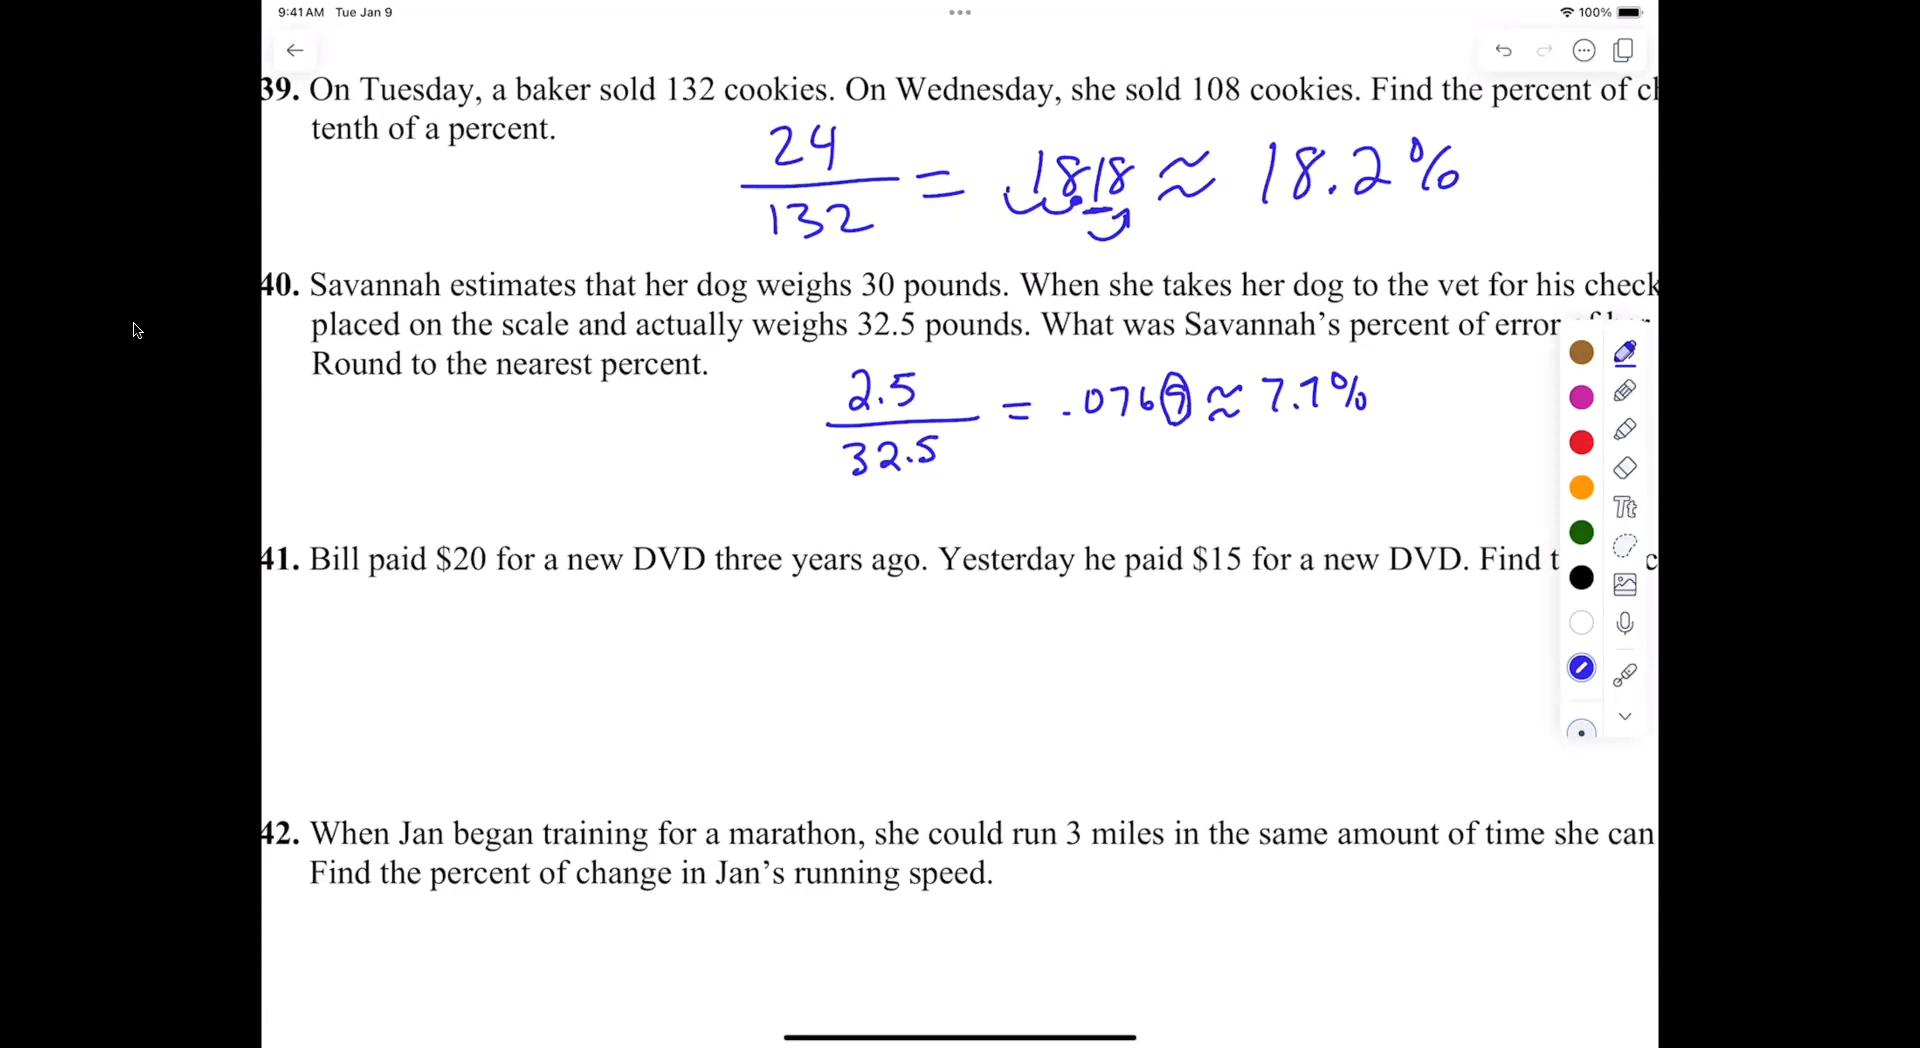 9:41 AM Tue Jan 9
100%
39. On Tuesday, a baker sold 132 cookies. On Wednesday, she sold 108 cookies. Find the percent of cl
tenth of a percent.
24
132
= .1818 ≈ 18.2%
40. Savannah estimates that her dog weighs 30 pounds. When she takes her dog to the vet for his check
placed on the scale and actually weighs 32.5 pounds. What was Savannah’s percent of error
Round to the nearest percent.
2.5
32.5
= .0769 ≈ 7.7%
41. Bill paid $20 for a new DVD three years ago. Yesterday he paid $15 for a new DVD. Find t c
42. When Jan began training for a marathon, she could run 3 miles in the same amount of time she can
Find the percent of change in Jan’s running speed.
Tt